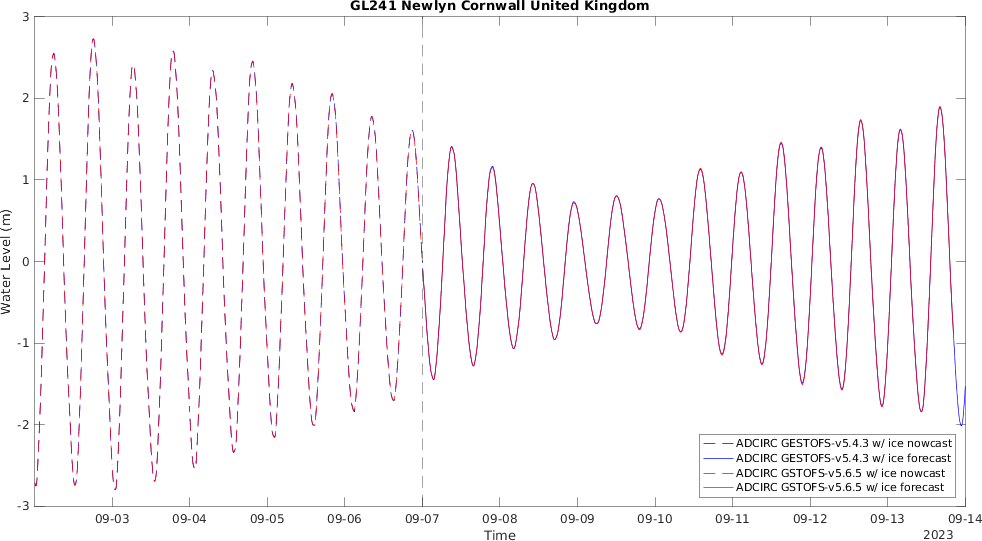 GL241 Newlyn Cornwall United Kingdom
3
2
1
0
-1
-2
-3
Water Level (m)
ADCIRC GESTOFS-v5.4.3 w/ ice nowcast
ADCIRC GESTOFS-v5.4.3 w/ ice forecast
ADCIRC GSTOFS-v5.6.5 w/ ice nowcast
ADCIRC GSTOFS-v5.6.5 w/ ice forecast
09-03 09-04 09-05 09-06 09-07 09-08 09-09 09-10 09-11 09-12 09-13 09-14
Time
2023